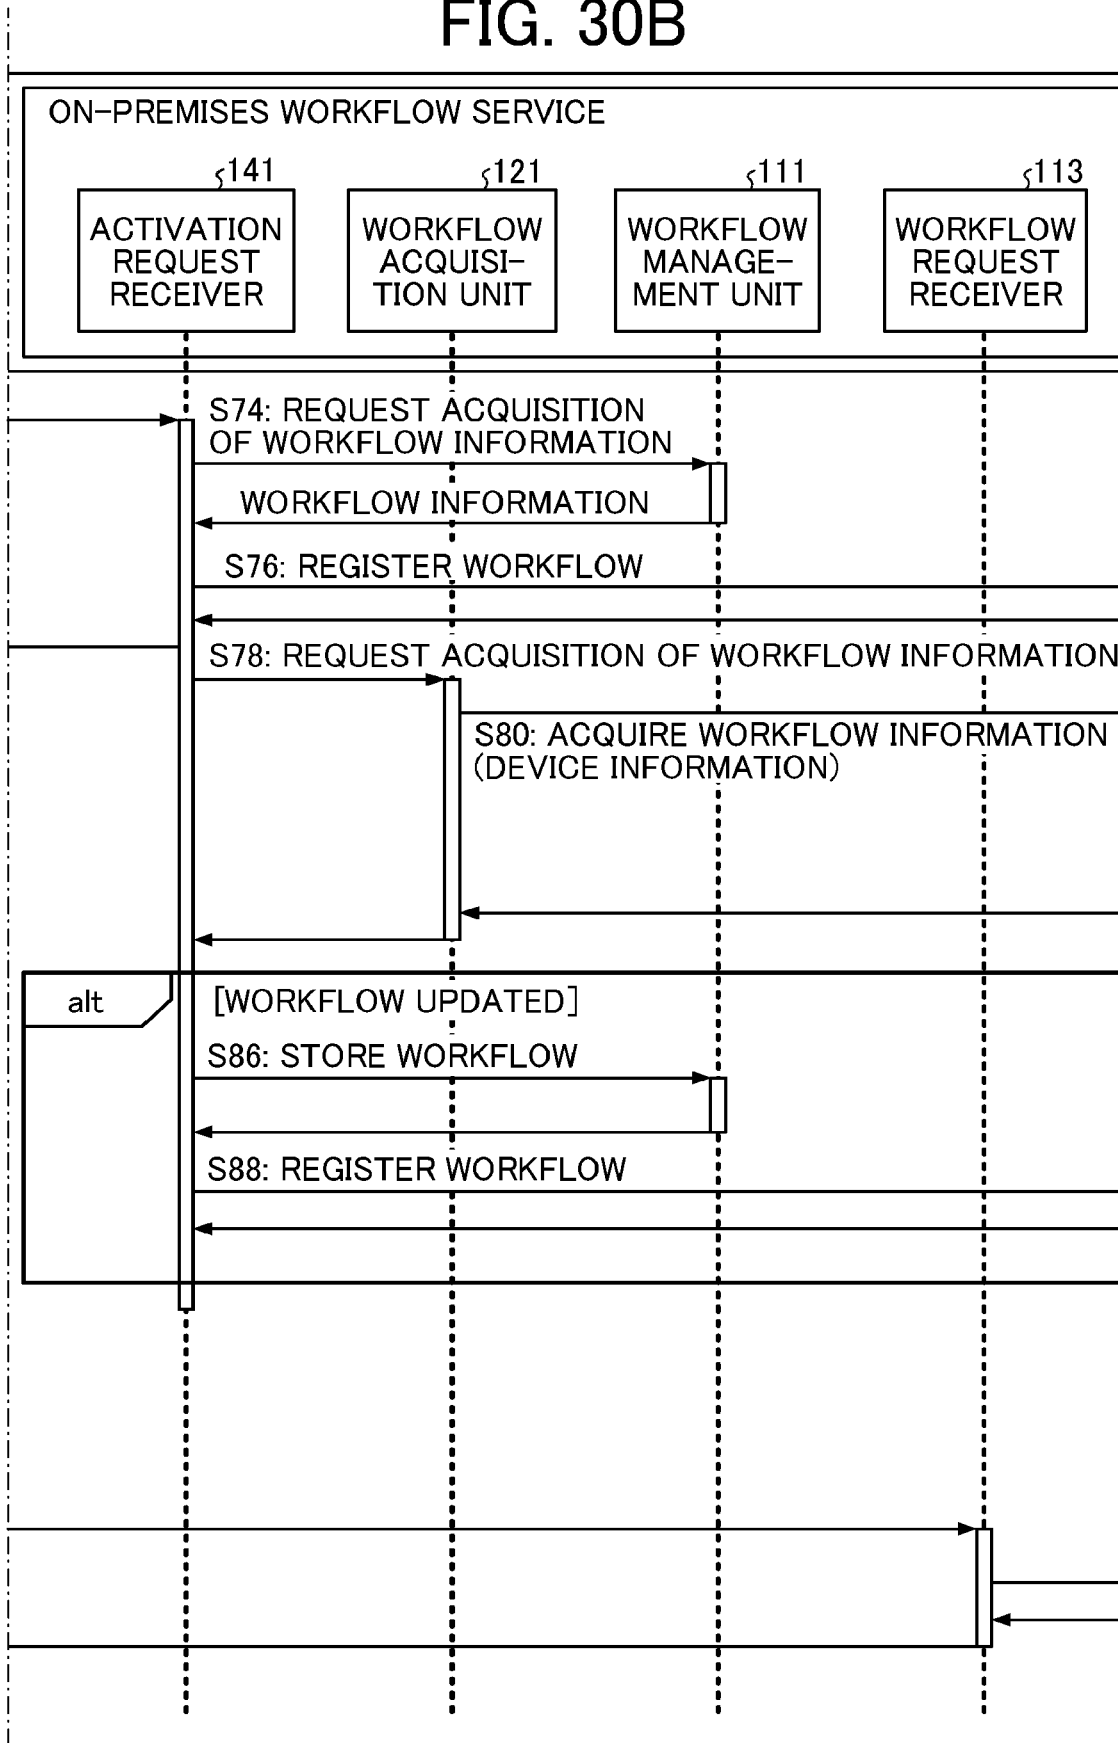 FIG. 30B
ON-PREMISES WORKFLOW SERVICE
141
121
111
113
ACTIVATION
REQUEST
RECEIVER
WORKFLOW
ACQUISI-
TION UNIT
WORKFLOW
MANAGE-
MENT UNIT
WORKFLOW
REQUEST
RECEIVER
S74: REQUEST ACQUISITION
OF WORKFLOW INFORMATION
WORKFLOW INFORMATION
S76: REGISTER WORKFLOW
S78: REQUEST ACQUISITION OF WORKFLOW INFORMATION
S80: ACQUIRE WORKFLOW INFORMATION
(DEVICE INFORMATION)
alt
[WORKFLOW UPDATED]
S86: STORE WORKFLOW
S88: REGISTER WORKFLOW